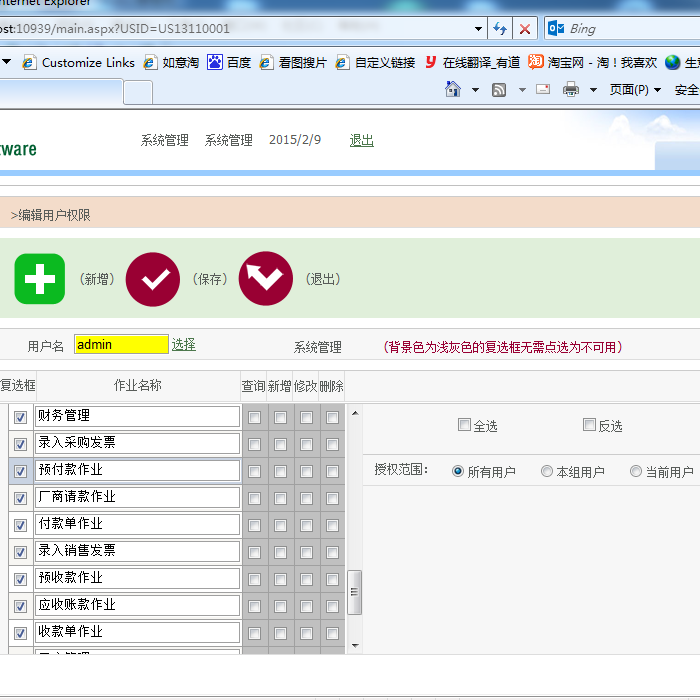 nternet Explorer
ost:10939/main.aspx?USID=US13110001
Bing
Customize Links 如意淘 百度 看图搜片 自定义链接 在线翻译_有道 淘宝网 - 淘！我喜欢 生
页面(P) 安全
系统管理 系统管理 2015/2/9 退出
tware
>编辑用户权限
（新增） （保存） （退出）
用户名 admin 选择 系统管理 （背景色为浅灰色的复选框无需点选为不可用）
复选框 作业名称 查询 新增 修改 删除
财务管理
全选 反选
录入采购发票
预付款作业
授权范围： 所有用户 本组用户 当前用户
厂商请款作业
付款单作业
录入销售发票
预收款作业
应收账款作业
收款单作业